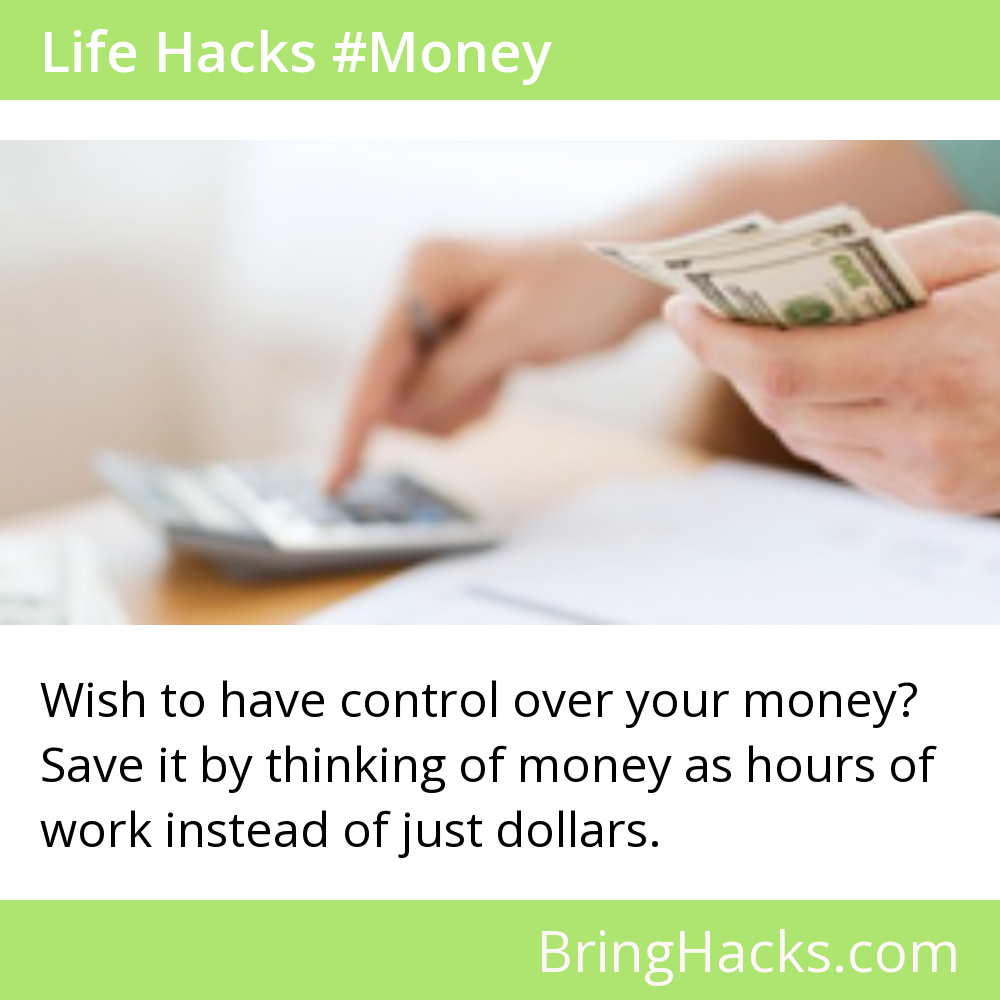 Life Hacks #Money
Wish to have control over your money?
Save it by thinking of money as hours of
work instead of just dollars.
BringHacks.com